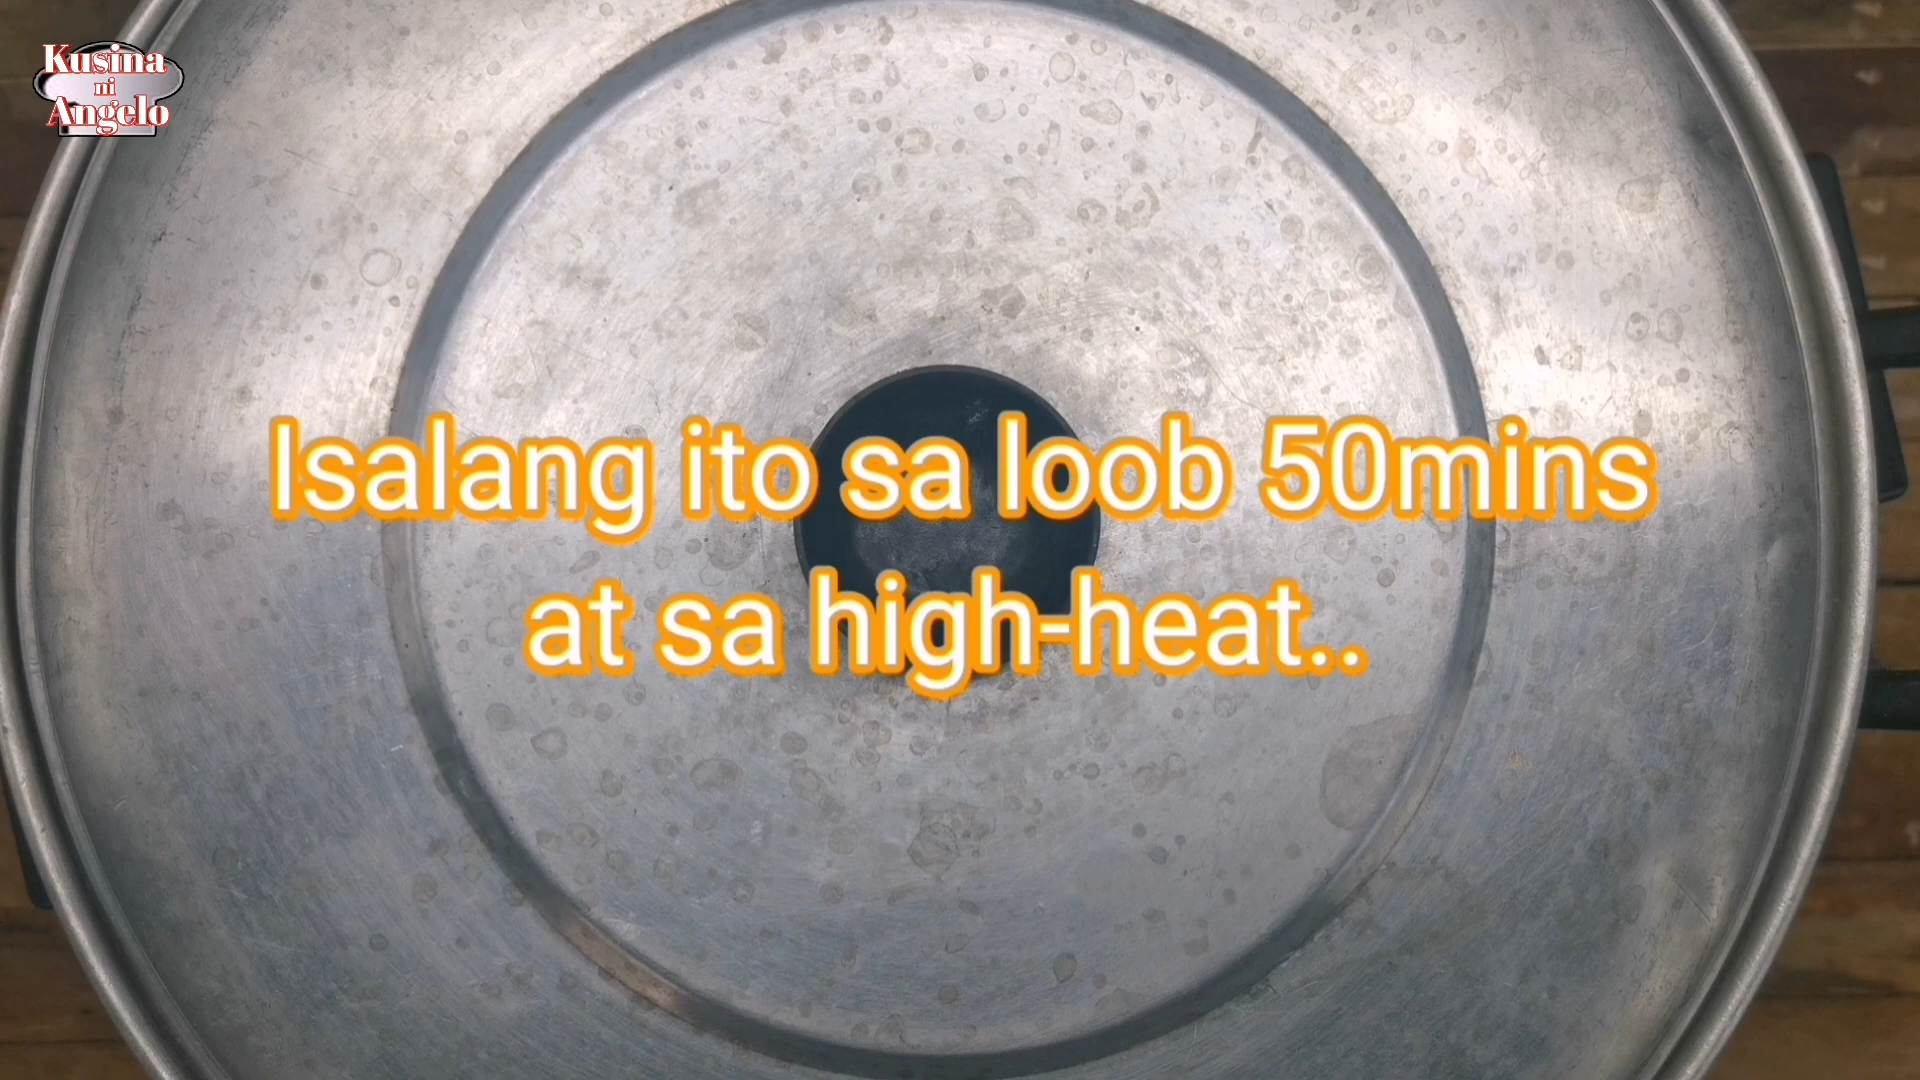 Kusina
ni
Angelo
Isalang ito sa loob 50mins
at sa high-heat..